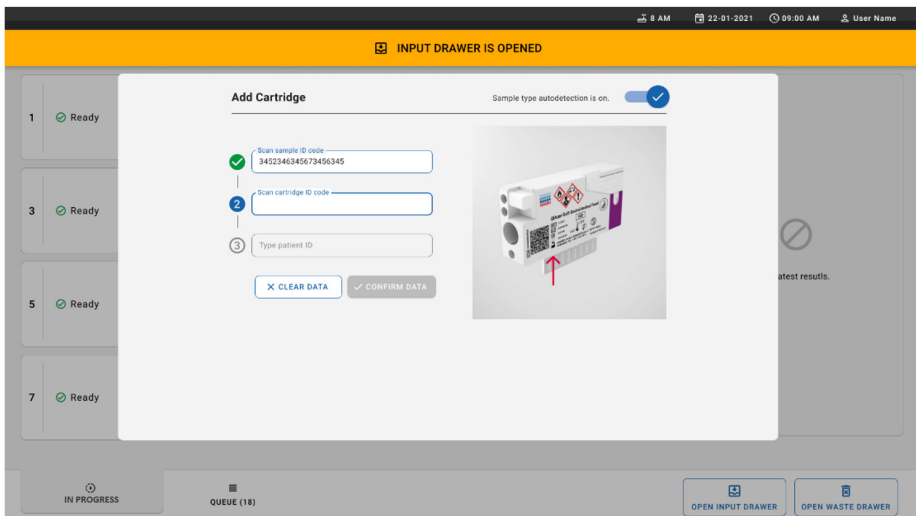 8 AM 22-01-2021 09:00 AM User Name
INPUT DRAWER IS OPENED
Add Cartridge
Sample type autodetection is on.
1 Ready
Scan sample ID code
3452346345673456345
Scan cartridge ID code
2
3 Ready
3 Type patient ID
CLEAR DATA
CONFIRM DATA
atest resutls.
5 Ready
7 Ready
IN PROGRESS
QUEUE (18)
OPEN INPUT DRAWER
OPEN WASTE DRAWER